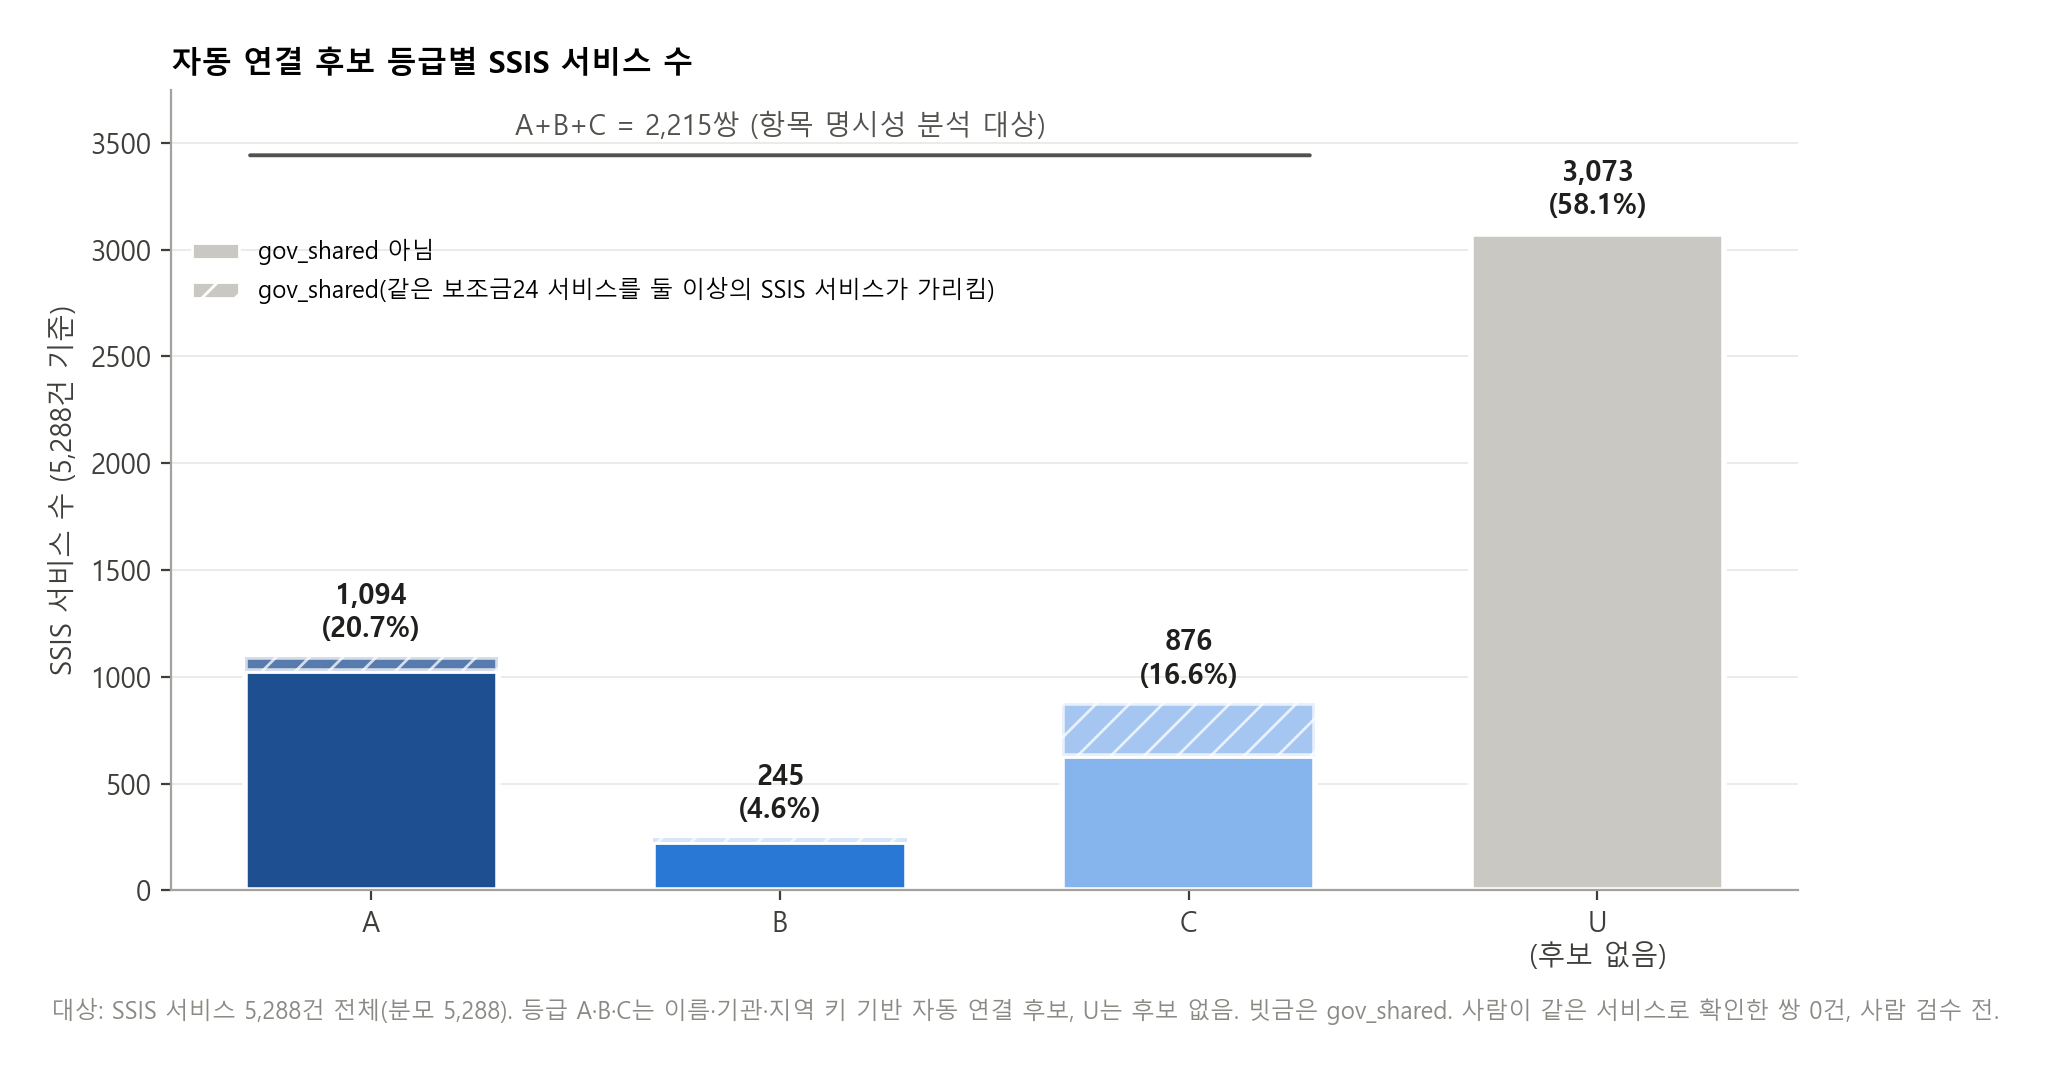 자동 연결 후보 등급별 SSIS 서비스 수
A+B+C = 2,215쌍 (항목 명시성 분석 대상)
gov_shared 아님
gov_shared(같은 보조금24 서비스를 둘 이상의 SSIS 서비스가 가리킴)
SSIS 서비스 수 (5,288건 기준)
3500
3000
2500
2000
1500
1000
500
0
1,094
(20.7%)
245
(4.6%)
876
(16.6%)
3,073
(58.1%)
A
B
C
U
(후보 없음)
대상: SSIS 서비스 5,288건 전체(분모 5,288). 등급 A·B·C는 이름·기관·지역 키 기반 자동 연결 후보, U는 후보 없음. 빗금은 gov_shared. 사람이 같은 서비스로 확인한 쌍 0건, 사람 검수 전.